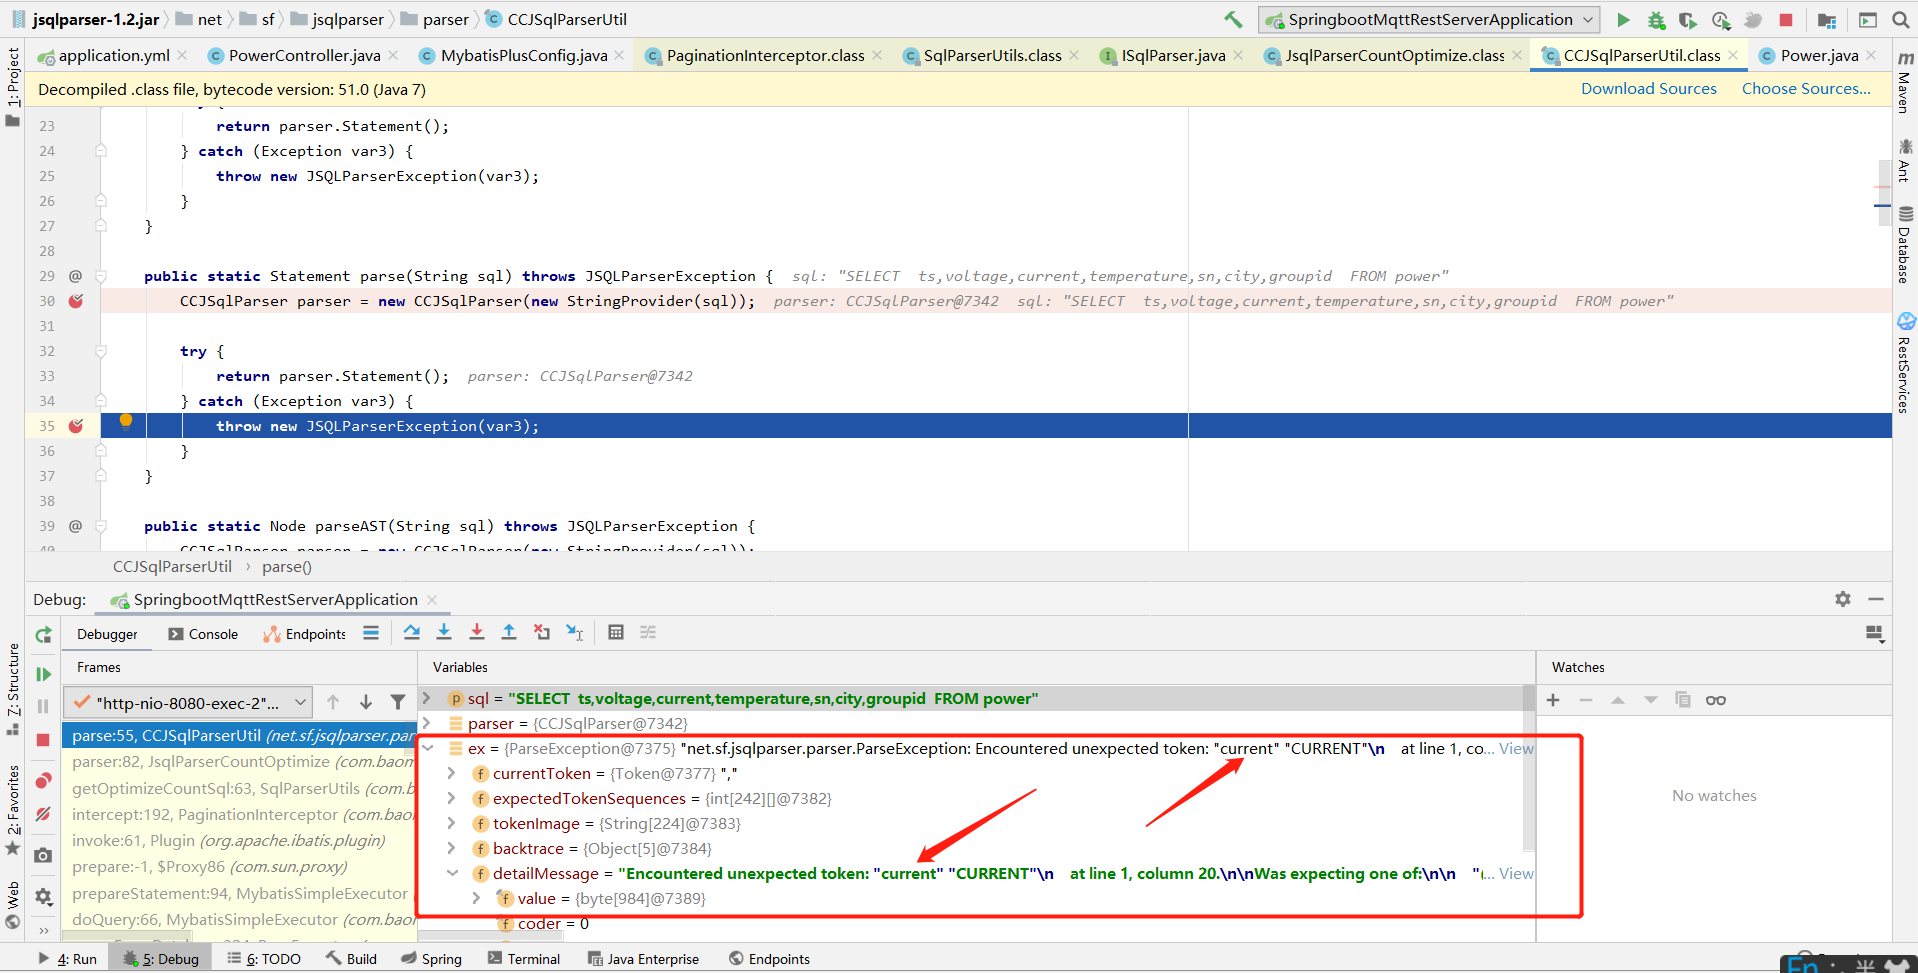 jsqlparser-1.2.jar net sf jsqlparser parser CCJSqlParserUtil SpringbootMqttRestServerApplication
application.yml PowerController.java MybatisPlusConfig.java PaginationInterceptor.class SqlParserUtils.class ISqlParser.java JsqlParserCountOptimize.class CCJSqlParserUtil.class Power.java
Decompiled .class file, bytecode version: 51.0 (Java 7) Download Sources Choose Sources...
23 return parser.Statement();
24 } catch (Exception var3) {
25 throw new JSQLParserException(var3);
26 }
27 }
28
29 @ public static Statement parse(String sql) throws JSQLParserException { sql: "SELECT  ts,voltage,current,temperature,sn,city,groupid  FROM power"
30 CCJSqlParser parser = new CCJSqlParser(new StringProvider(sql)); parser: CCJSqlParser@7342 sql: "SELECT  ts,voltage,current,temperature,sn,city,groupid  FROM power"
31
32 try {
33 return parser.Statement(); parser: CCJSqlParser@7342
34 } catch (Exception var3) {
35 throw new JSQLParserException(var3);
36 }
37 }
38
39 @ public static Node parseAST(String sql) throws JSQLParserException {
40 CCJSqlParser parser = new CCJSqlParser(new StringProvider(sql));
CCJSqlParserUtil › parse()
Debug: SpringbootMqttRestServerApplication
Debugger Console Endpoints
Frames Variables Watches
"http-nio-8080-exec-2"...
parse:55, CCJSqlParserUtil (net.sf.jsqlparser.par
parser:82, JsqlParserCountOptimize (com.baom
getOptimizeCountSql:63, SqlParserUtils (com.b
intercept:192, PaginationInterceptor (com.bao
invoke:61, Plugin (org.apache.ibatis.plugin)
prepare:-1, $Proxy86 (com.sun.proxy)
prepareStatement:94, MybatisSimpleExecutor (
doQuery:66, MybatisSimpleExecutor (com.bao
sql = "SELECT  ts,voltage,current,temperature,sn,city,groupid  FROM power"
parser = {CCJSqlParser@7342}
ex = {ParseException@7375} "net.sf.jsqlparser.parser.ParseException: Encountered unexpected token: "current" "CURRENT"\n    at line 1, co... View
currentToken = {Token@7377} ","
expectedTokenSequences = {int[242][]@7382}
tokenImage = {String[224]@7383}
backtrace = {Object[5]@7384}
detailMessage = "Encountered unexpected token: "current" "CURRENT"\n    at line 1, column 20.\n\nWas expecting one of:\n\n    "(... View
value = {byte[984]@7389}
coder = 0
No watches
1: Project
Z: Structure
2: Favorites
Web
Maven
Ant
Database
RestServices
4: Run 5: Debug 6: TODO Build Spring Terminal Java Enterprise Endpoints
En 半